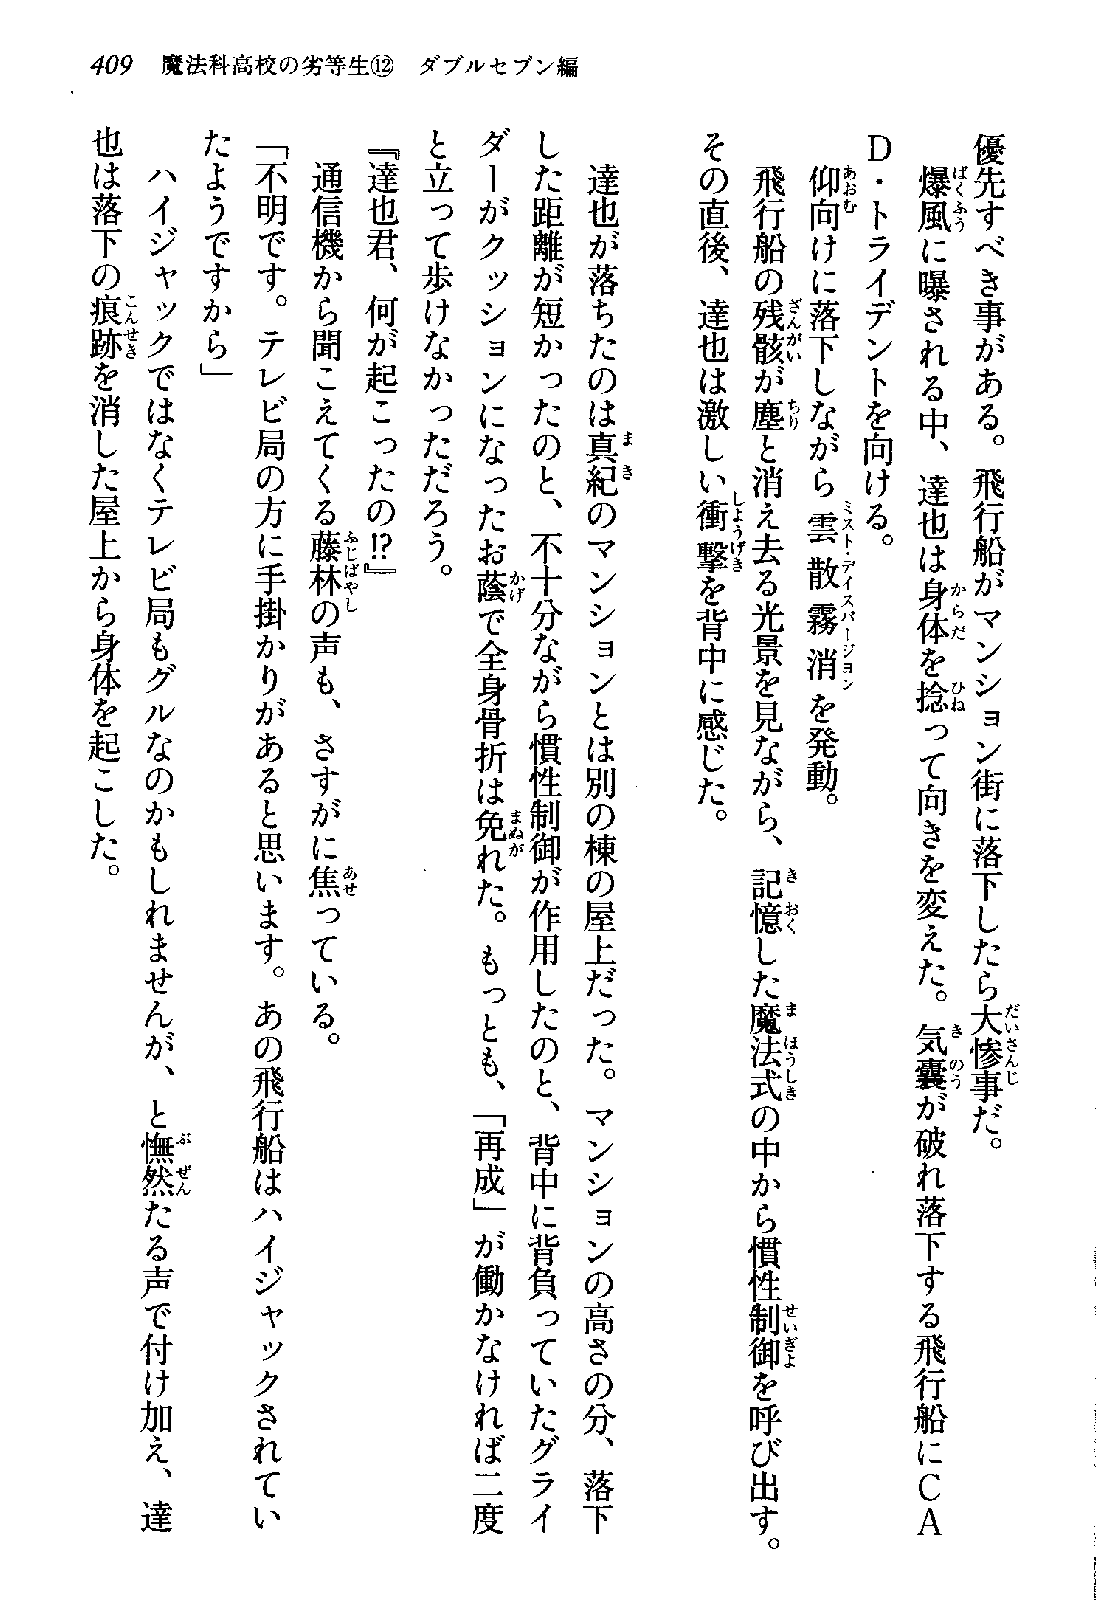 409 魔法科高校の劣等生⑫ ダブルセブン編
優先すべき事がある。飛行船がマンション街に落下したら大惨事だ。
爆風に曝される中、達也は身体を捻って向きを変えた。気嚢が破れ落下する飛行船にCA
D・トライデントを向ける。
仰向けに落下しながら雲散霧消を発動。
飛行船の残骸が塵と消え去る光景を見ながら、記憶した魔法式の中から慣性制御を呼び出す。
その直後、達也は激しい衝撃を背中に感じた。
達也が落ちたのは真紀のマンションとは別の棟の屋上だった。マンションの高さの分、落下
した距離が短かったのと、不十分ながら慣性制御が作用したのと、背中に背負っていたグライ
ダーがクッションになったお蔭で全身骨折は免れた。もっとも、「再成」が働かなければ二度
と立って歩けなかっただろう。
『達也君、何が起こったの!?』
通信機から聞こえてくる藤林の声も、さすがに焦っている。
「不明です。テレビ局の方に手掛かりがあると思います。あの飛行船はハイジャックされてい
たようですから」
ハイジャックではなくテレビ局もグルなのかもしれませんが、と憮然たる声で付け加え、達
也は落下の痕跡を消した屋上から身体を起こした。